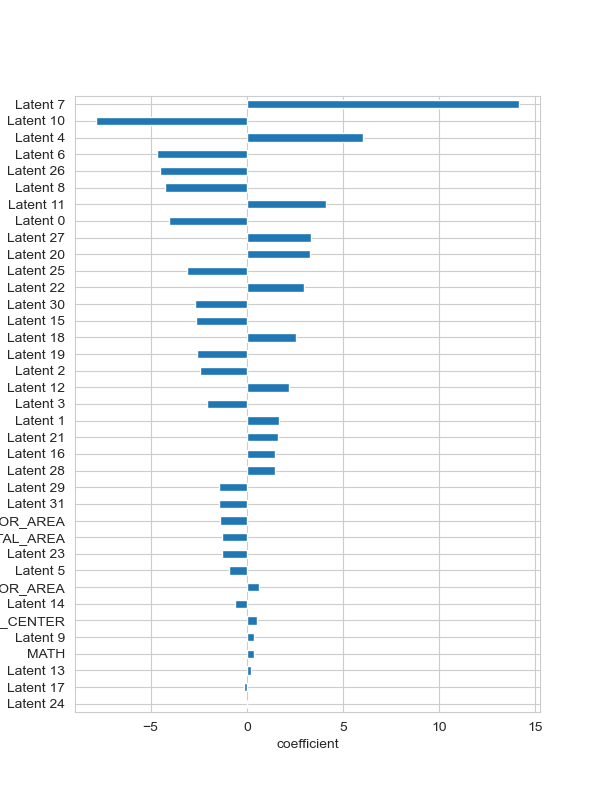 Latent 7
Latent 10
Latent 4
Latent 6
Latent 26
Latent 8
Latent 11
Latent 0
Latent 27
Latent 20
Latent 25
Latent 22
Latent 30
Latent 15
Latent 18
Latent 19
Latent 2
Latent 12
Latent 3
Latent 1
Latent 21
Latent 16
Latent 28
Latent 29
Latent 31
OR_AREA
TAL_AREA
Latent 23
Latent 5
OR_AREA
Latent 14
_CENTER
Latent 9
MATH
Latent 13
Latent 17
Latent 24
−5 0 5 10 15
coefficient